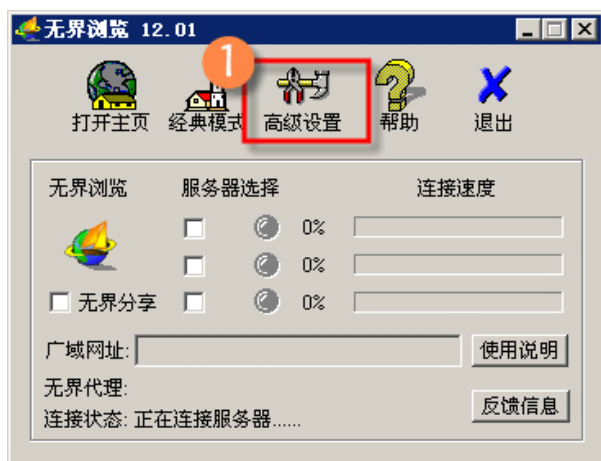 无界浏览 12.01
1
打开主页 经典模式 高级设置 帮助 退出
无界浏览 服务器选择 连接速度
0%
0%
无界分享 0%
广域网址: 使用说明
无界代理:
反馈信息
连接状态: 正在连接服务器......